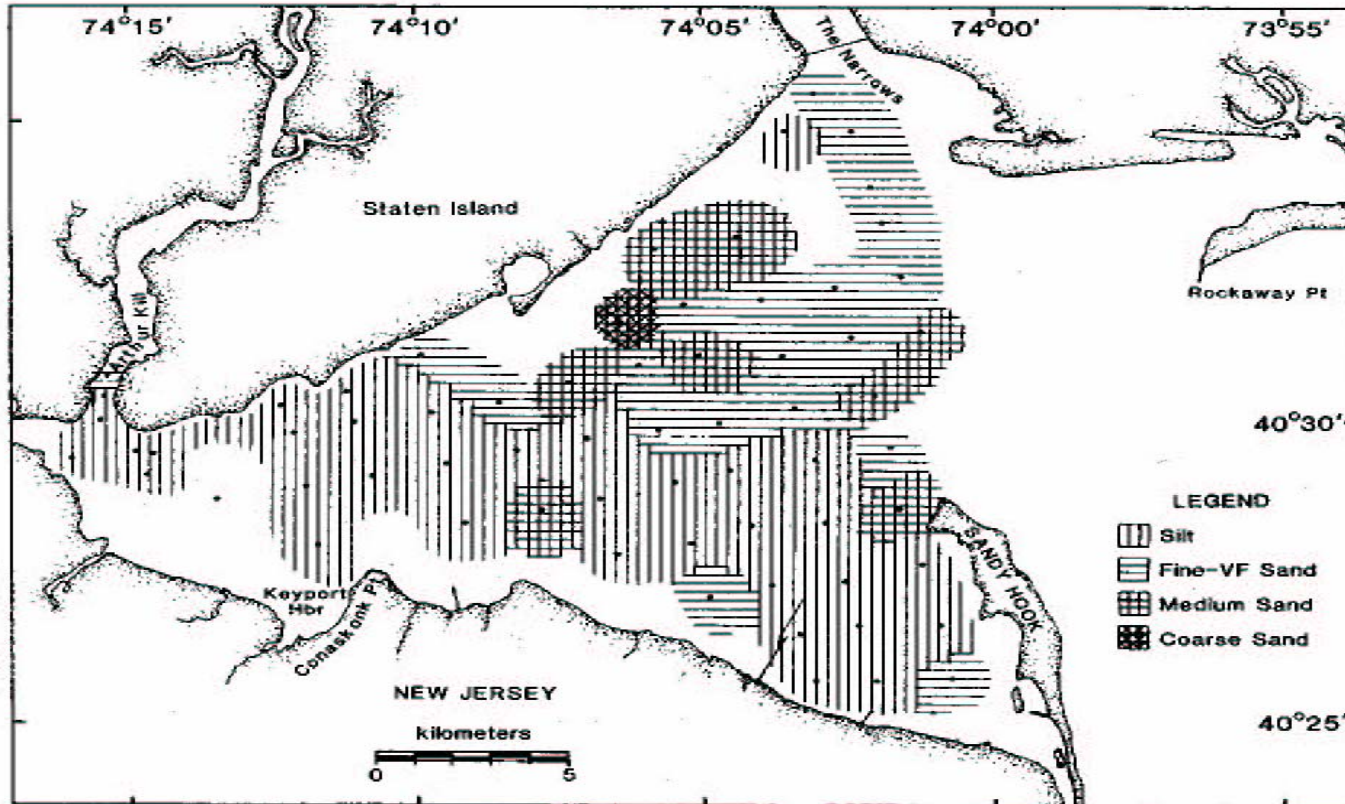 74°15' 74°10' 74°05' 74°00' 73°55'
The Narrows
Staten Island
Arthur Kill
Rockaway Pt
40°30'
LEGEND
Silt
Fine-VF Sand
Medium Sand
Coarse Sand
SANDY HOOK
Keyport
Hbr
Conaskonk Pt
NEW JERSEY
40°25'
kilometers
0 5